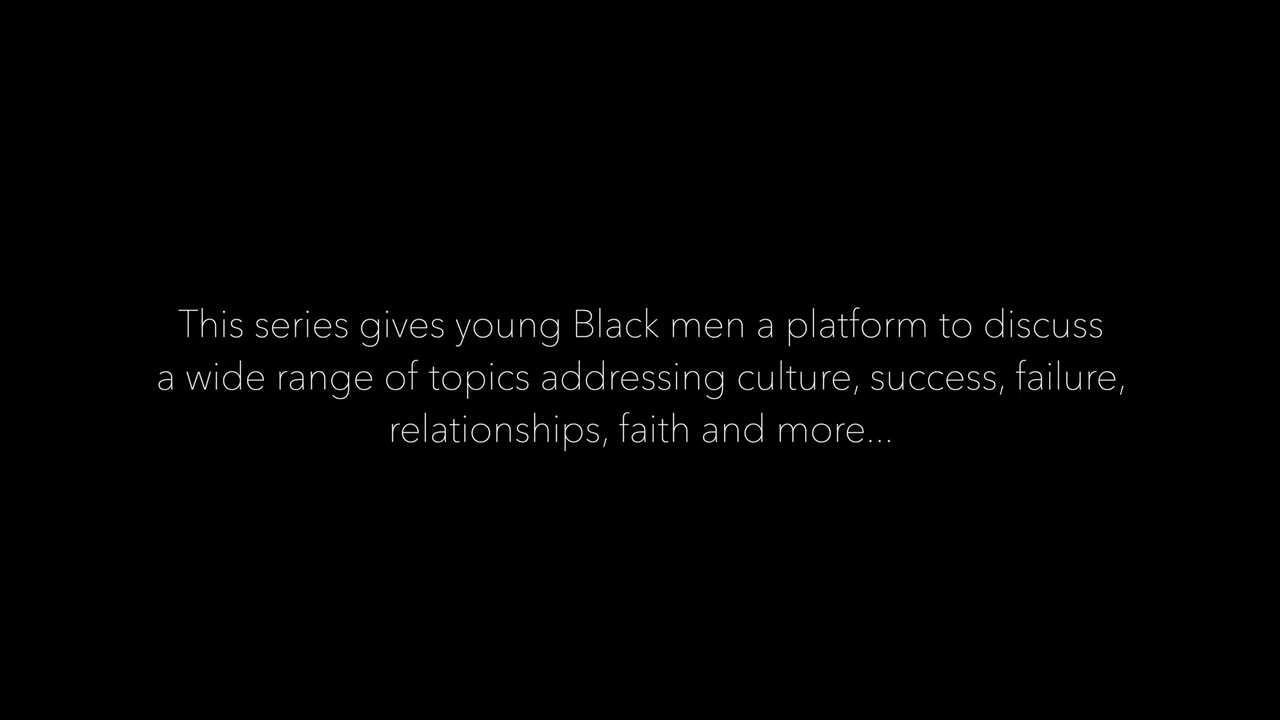 This series gives young Black men a platform to discuss
a wide range of topics addressing culture, success, failure,
relationships, faith and more...